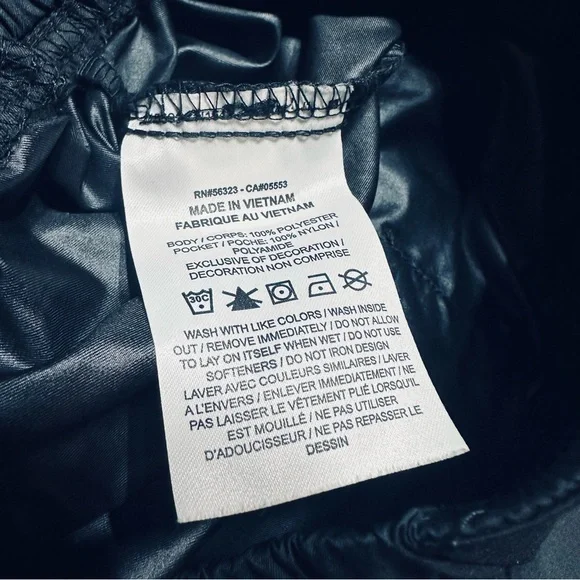 RN#56323 - CA#05553
MADE IN VIETNAM
FABRIQUE AU VIETNAM
BODY / CORPS: 100% POLYESTER
POCKET / POCHE: 100% NYLON /
POLYAMIDE
EXCLUSIVE OF DECORATION /
DECORATION NON COMPRISE
30C
WASH WITH LIKE COLORS / WASH INSIDE
OUT / REMOVE IMMEDIATELY / DO NOT ALLOW
TO LAY ON ITSELF WHEN WET / DO NOT USE
SOFTENERS / DO NOT IRON DESIGN
LAVER AVEC COULEURS SIMILAIRES / LAVER
A L'ENVERS / ENLEVER IMMEDIATEMENT / NE
PAS LAISSER LE VÊTEMENT PLIÉ LORSQU'IL
EST MOUILLÉ / NE PAS UTILISER
D'ADOUCISSEUR / NE PAS REPASSER LE
DESSIN